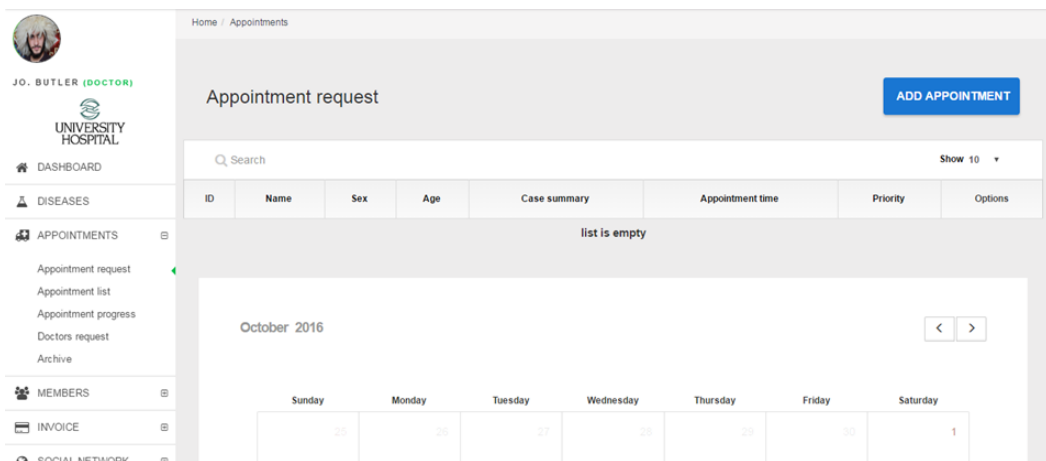 Home / Appointments
JO. BUTLER (DOCTOR)
UNIVERSITY
HOSPITAL
DASHBOARD
DISEASES
APPOINTMENTS
Appointment request
Appointment list
Appointment progress
Doctors request
Archive
MEMBERS
INVOICE
SOCIAL NETWORK
Appointment request
ADD APPOINTMENT
Search
Show 10
ID Name Sex Age Case summary Appointment time Priority Options
list is empty
October 2016
< >
Sunday Monday Tuesday Wednesday Thursday Friday Saturday
25 26 27 28 29 30 1